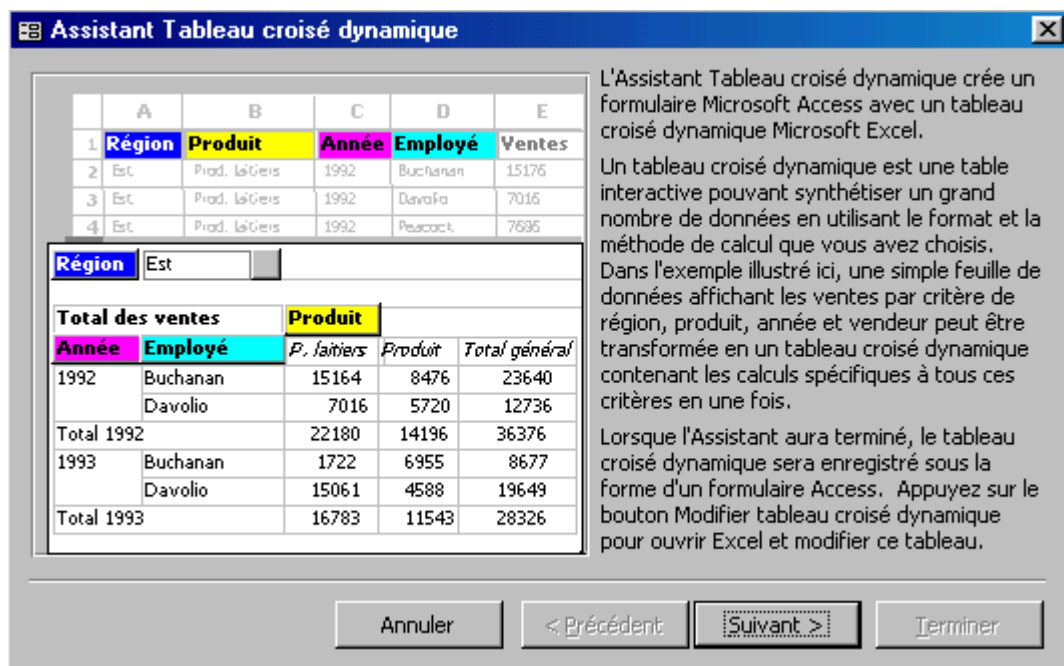 Assistant Tableau croisé dynamique
A B C D E
1 Région Produit Année Employé Ventes
2 Est Prod. laitiers 1992 Buchanan 15176
3 Est Prod. laitiers 1992 Davolio 7016
4 Est Prod. laitiers 1992 Peacock 7686
Région Est
Total des ventes Produit
Année Employé P. laitiers Produit Total général
1992 Buchanan 15164 8476 23640
Davolio 7016 5720 12736
Total 1992 22180 14196 36376
1993 Buchanan 1722 6955 8677
Davolio 15061 4588 19649
Total 1993 16783 11543 28326
L'Assistant Tableau croisé dynamique crée un
formulaire Microsoft Access avec un tableau
croisé dynamique Microsoft Excel.
Un tableau croisé dynamique est une table
interactive pouvant synthétiser un grand
nombre de données en utilisant le format et la
méthode de calcul que vous avez choisis.
Dans l'exemple illustré ici, une simple feuille de
données affichant les ventes par critère de
région, produit, année et vendeur peut être
transformée en un tableau croisé dynamique
contenant les calculs spécifiques à tous ces
critères en une fois.
Lorsque l'Assistant aura terminé, le tableau
croisé dynamique sera enregistré sous la
forme d'un formulaire Access. Appuyez sur le
bouton Modifier tableau croisé dynamique
pour ouvrir Excel et modifier ce tableau.
Annuler < Précédent Suivant > Terminer